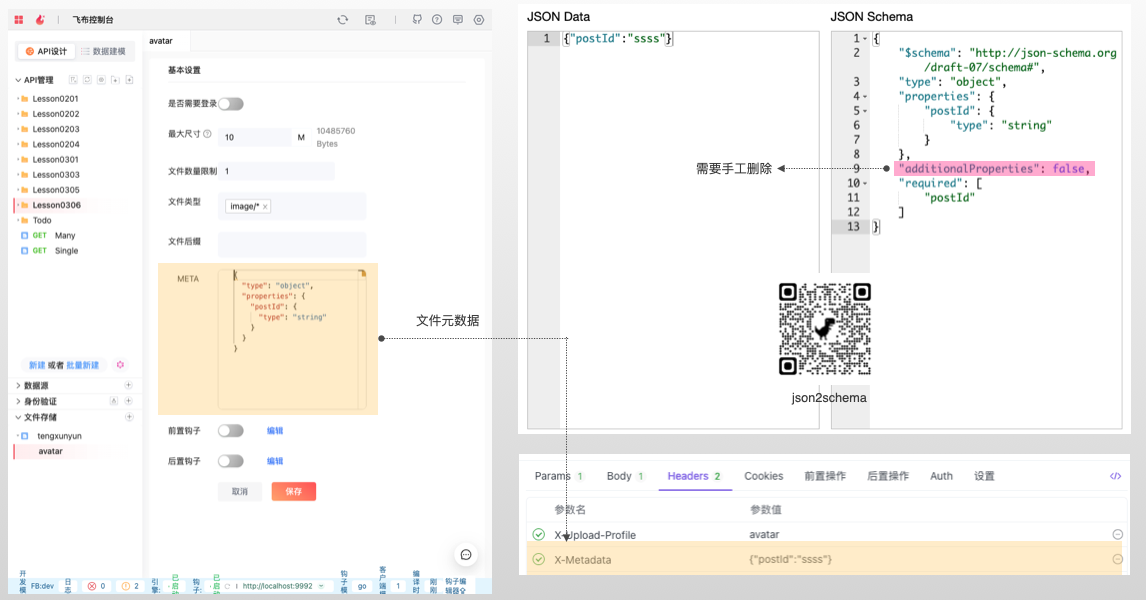 飞布控制台
API设计
数据建模
API管理
Lesson0201
Lesson0202
Lesson0203
Lesson0204
Lesson0301
Lesson0303
Lesson0305
Lesson0306
Todo
GET Many
GET Single
新建 或者 批量新建
数据源
身份验证
文件存储
tengxunyun
avatar
avatar
基本设置
是否需要登录
最大尺寸 10 M 10485760
Bytes
文件数量限制 1
文件类型 image/* ×
文件后缀
META
{
"type": "object",
"properties": {
"postId": {
"type": "string"
}
}
}
前置钩子 编辑
后置钩子 编辑
取消 保存
文件元数据
开发模
FB:dev
日志
0
2
引擎:
已启动
钩子:
已启动
http://localhost:9992
钩子模
go
客户端模
1
编译时
刚刚
钩子编辑器交
JSON Data
1 {"postId":"ssss"}
JSON Schema
1 {
2 "$schema": "http://json-schema.org
/draft-07/schema#",
3 "type": "object",
4 "properties": {
5 "postId": {
6 "type": "string"
7 }
8 },
9 "additionalProperties": false,
10 "required": [
11 "postId"
12 ]
13 }
需要手工删除
json2schema
Params 1 Body 1 Headers 2 Cookies 前置操作 后置操作 Auth 设置 </>
参数名 参数值
X-Upload-Profile avatar
X-Metadata {"postId":"ssss"}